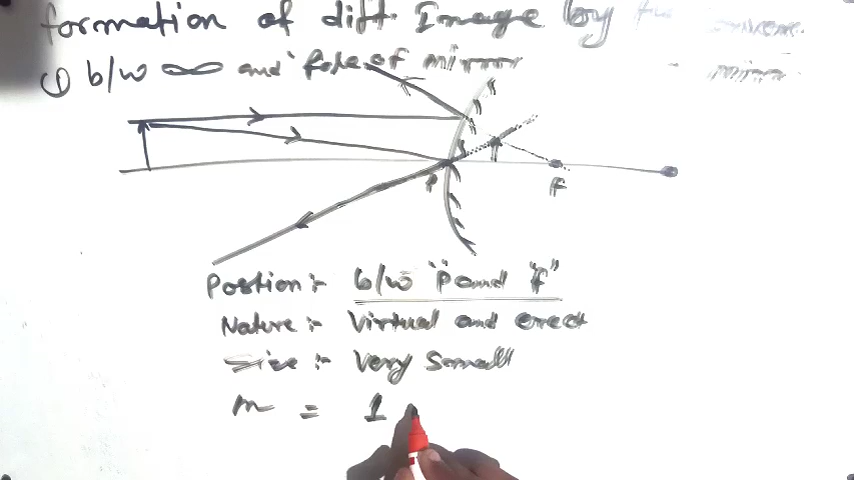 formation of diff. Image by
① b/w ∞ and Pole of mirror
P
F
Postion :- b/w "P and F"
Nature :- Virtual and erect
Size :- Very Small
m = 1